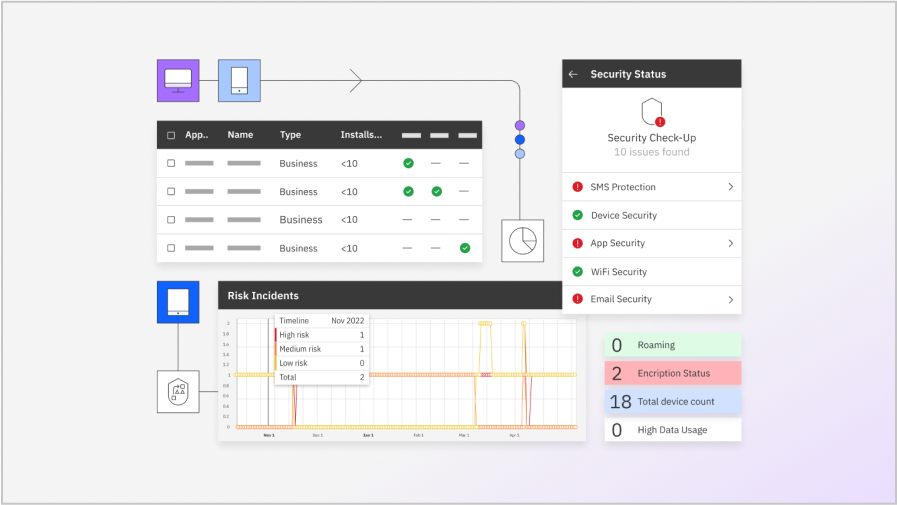 App.. Name Type Installs...
Business <10
Business <10
Business <10
Business <10
Security Status
Security Check-Up
10 issues found
SMS Protection
Device Security
App Security
WiFi Security
Email Security
Risk Incidents
Timeline Nov 2022
High risk 1
Medium risk 1
Low risk 0
Total 2
2
1.8
1.6
1.4
1.2
1
0.8
0.6
0.4
0.2
0
Nov 1 Dec 1 Jan 1 Feb 1 Mar 1 Apr 1
0 Roaming
2 Encription Status
18 Total device count
0 High Data Usage